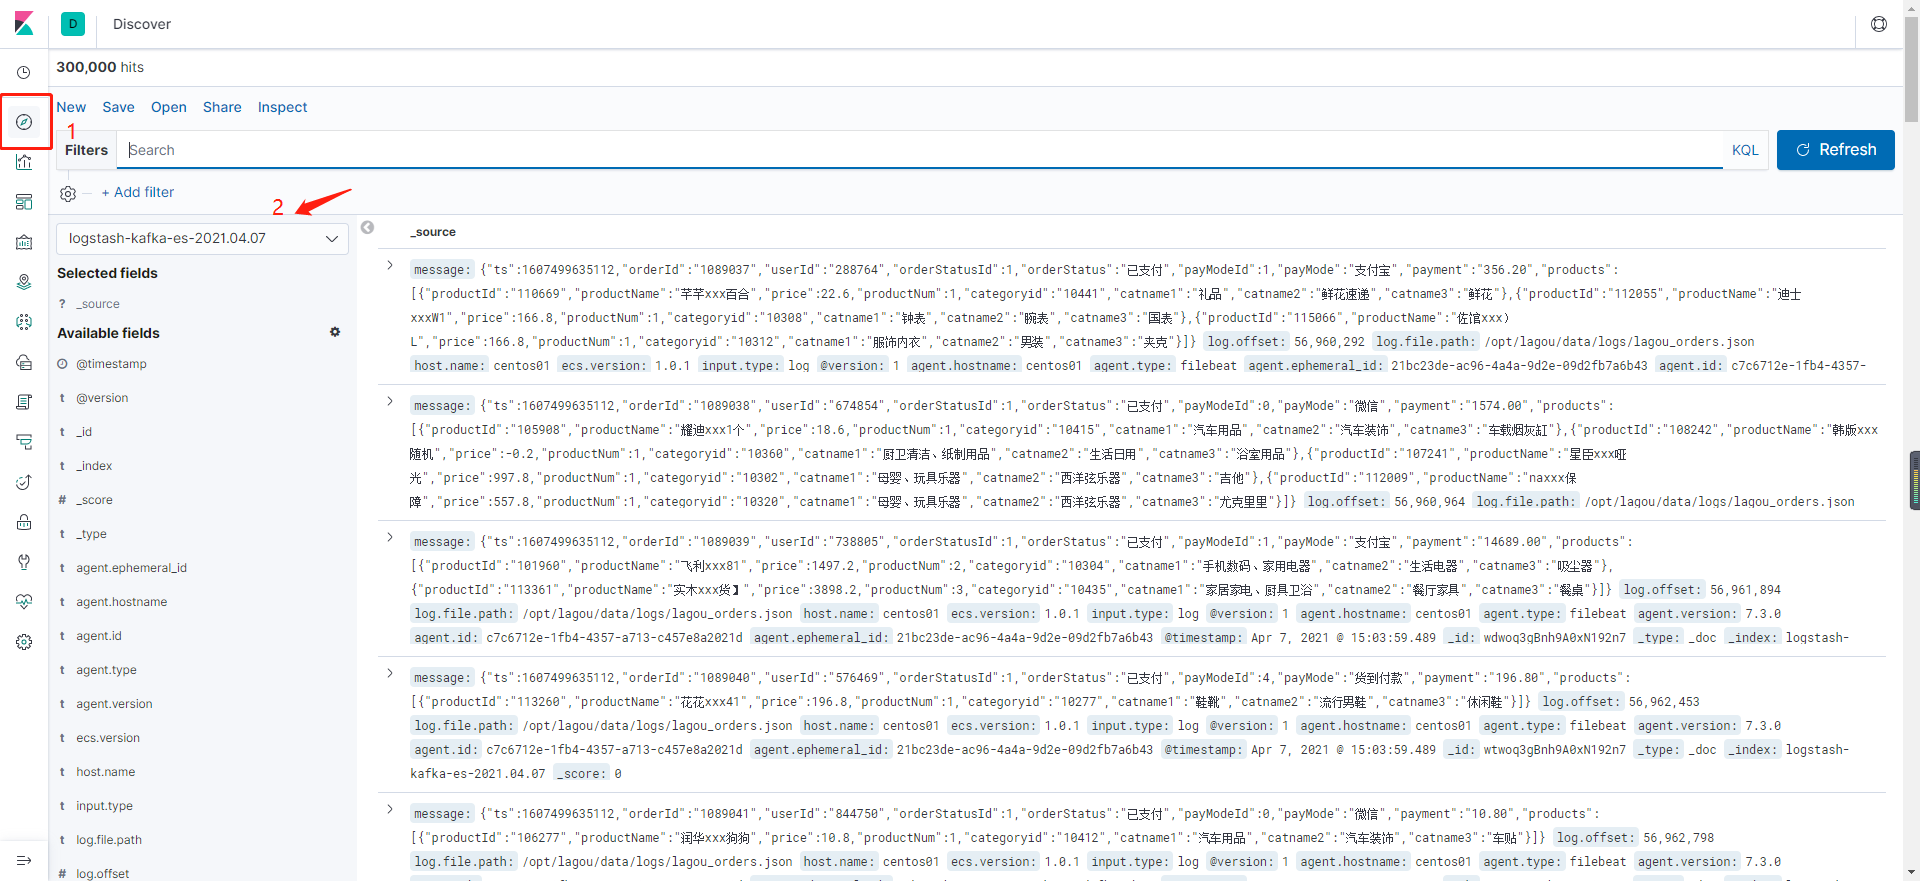 D Discover
300,000 hits
New Save Open Share Inspect
1
Filters Search KQL Refresh
+ Add filter
2
logstash-kafka-es-2021.04.07
Selected fields
? _source
Available fields
@timestamp
t @version
t _id
t _index
# _score
t _type
t agent.ephemeral_id
t agent.hostname
t agent.id
t agent.type
t agent.version
t ecs.version
t host.name
t input.type
t log.file.path
# log.offset
_source
message: {"ts":1607499635112,"orderId":"1089037","userId":"288764","orderStatusId":1,"orderStatus":"已支付","payModeId":1,"payMode":"支付宝","payment":"356.20","products":
[{"productId":"110669","productName":"芊芊xxx百合","price":22.6,"productNum":1,"categoryid":"10441","catname1":"礼品","catname2":"鲜花速递","catname3":"鲜花"},{"productId":"112055","productName":"迪士
xxxW1","price":166.8,"productNum":1,"categoryid":"10308","catname1":"钟表","catname2":"腕表","catname3":"国表"},{"productId":"115066","productName":"佐馆xxx）
L","price":166.8,"productNum":1,"categoryid":"10312","catname1":"服饰内衣","catname2":"男装","catname3":"夹克"}]} log.offset: 56,960,292 log.file.path: /opt/lagou/data/logs/lagou_orders.json
host.name: centos01 ecs.version: 1.0.1 input.type: log @version: 1 agent.hostname: centos01 agent.type: filebeat agent.ephemeral_id: 21bc23de-ac96-4a4a-9d2e-09d2fb7a6b43 agent.id: c7c6712e-1fb4-4357-
message: {"ts":1607499635112,"orderId":"1089038","userId":"674854","orderStatusId":1,"orderStatus":"已支付","payModeId":0,"payMode":"微信","payment":"1574.00","products":
[{"productId":"105908","productName":"耀迪xxx1个","price":18.6,"productNum":1,"categoryid":"10415","catname1":"汽车用品","catname2":"汽车装饰","catname3":"车载烟灰缸"},{"productId":"108242","productName":"韩版xxx
随机","price":-0.2,"productNum":1,"categoryid":"10360","catname1":"厨卫清洁、纸制用品","catname2":"生活日用","catname3":"浴室用品"},{"productId":"107241","productName":"星臣xxx哑
光","price":997.8,"productNum":1,"categoryid":"10302","catname1":"母婴、玩具乐器","catname2":"西洋弦乐器","catname3":"吉他"},{"productId":"112009","productName":"naxxx保
障","price":557.8,"productNum":1,"categoryid":"10320","catname1":"母婴、玩具乐器","catname2":"西洋弦乐器","catname3":"尤克里里"}]} log.offset: 56,960,964 log.file.path: /opt/lagou/data/logs/lagou_orders.json
message: {"ts":1607499635112,"orderId":"1089039","userId":"738805","orderStatusId":1,"orderStatus":"已支付","payModeId":1,"payMode":"支付宝","payment":"14689.00","products":
[{"productId":"101960","productName":"飞利xxx81","price":1497.2,"productNum":2,"categoryid":"10304","catname1":"手机数码、家用电器","catname2":"生活电器","catname3":"吸尘器"},
{"productId":"113361","productName":"实木xxx货】","price":3898.2,"productNum":3,"categoryid":"10435","catname1":"家居家电、厨具卫浴","catname2":"餐厅家具","catname3":"餐桌"}]} log.offset: 56,961,894
log.file.path: /opt/lagou/data/logs/lagou_orders.json host.name: centos01 ecs.version: 1.0.1 input.type: log @version: 1 agent.hostname: centos01 agent.type: filebeat agent.version: 7.3.0
agent.id: c7c6712e-1fb4-4357-a713-c457e8a2021d agent.ephemeral_id: 21bc23de-ac96-4a4a-9d2e-09d2fb7a6b43 @timestamp: Apr 7, 2021 @ 15:03:59.489 _id: wdwoq3gBnh9A0xN192n7 _type: _doc _index: logstash-
message: {"ts":1607499635112,"orderId":"1089040","userId":"576469","orderStatusId":1,"orderStatus":"已支付","payModeId":4,"payMode":"货到付款","payment":"196.80","products":
[{"productId":"113260","productName":"花花xxx41","price":196.8,"productNum":1,"categoryid":"10277","catname1":"鞋靴","catname2":"流行男鞋","catname3":"休闲鞋"}]} log.offset: 56,962,453
log.file.path: /opt/lagou/data/logs/lagou_orders.json host.name: centos01 ecs.version: 1.0.1 input.type: log @version: 1 agent.hostname: centos01 agent.type: filebeat agent.version: 7.3.0
agent.id: c7c6712e-1fb4-4357-a713-c457e8a2021d agent.ephemeral_id: 21bc23de-ac96-4a4a-9d2e-09d2fb7a6b43 @timestamp: Apr 7, 2021 @ 15:03:59.489 _id: wtwoq3gBnh9A0xN192n7 _type: _doc _index: logstash-
kafka-es-2021.04.07 _score: 0
message: {"ts":1607499635112,"orderId":"1089041","userId":"844750","orderStatusId":1,"orderStatus":"已支付","payModeId":0,"payMode":"微信","payment":"10.80","products":
[{"productId":"106277","productName":"润华xxx狗狗","price":10.8,"productNum":1,"categoryid":"10412","catname1":"汽车用品","catname2":"汽车装饰","catname3":"车贴"}]} log.offset: 56,962,798
log.file.path: /opt/lagou/data/logs/lagou_orders.json host.name: centos01 ecs.version: 1.0.1 input.type: log @version: 1 agent.hostname: centos01 agent.type: filebeat agent.version: 7.3.0